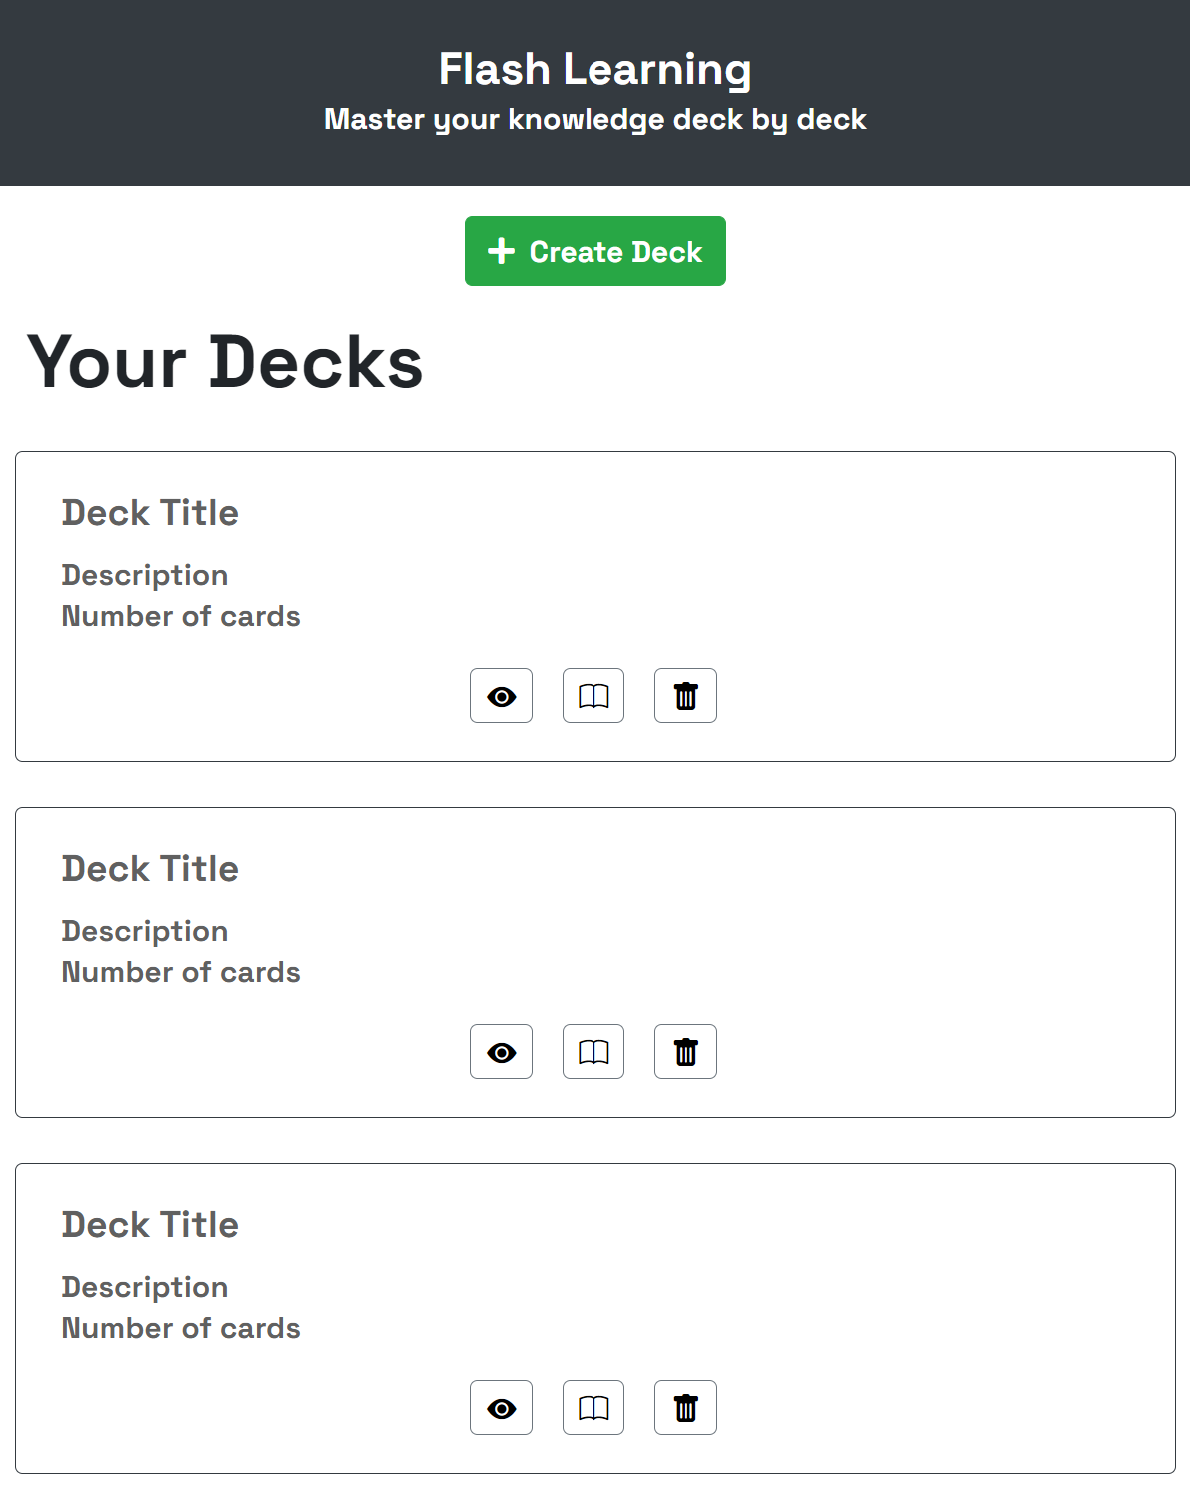 Flash Learning
Master your knowledge deck by deck
Create Deck
Your Decks
Deck Title
Description
Number of cards
Deck Title
Description
Number of cards
Deck Title
Description
Number of cards